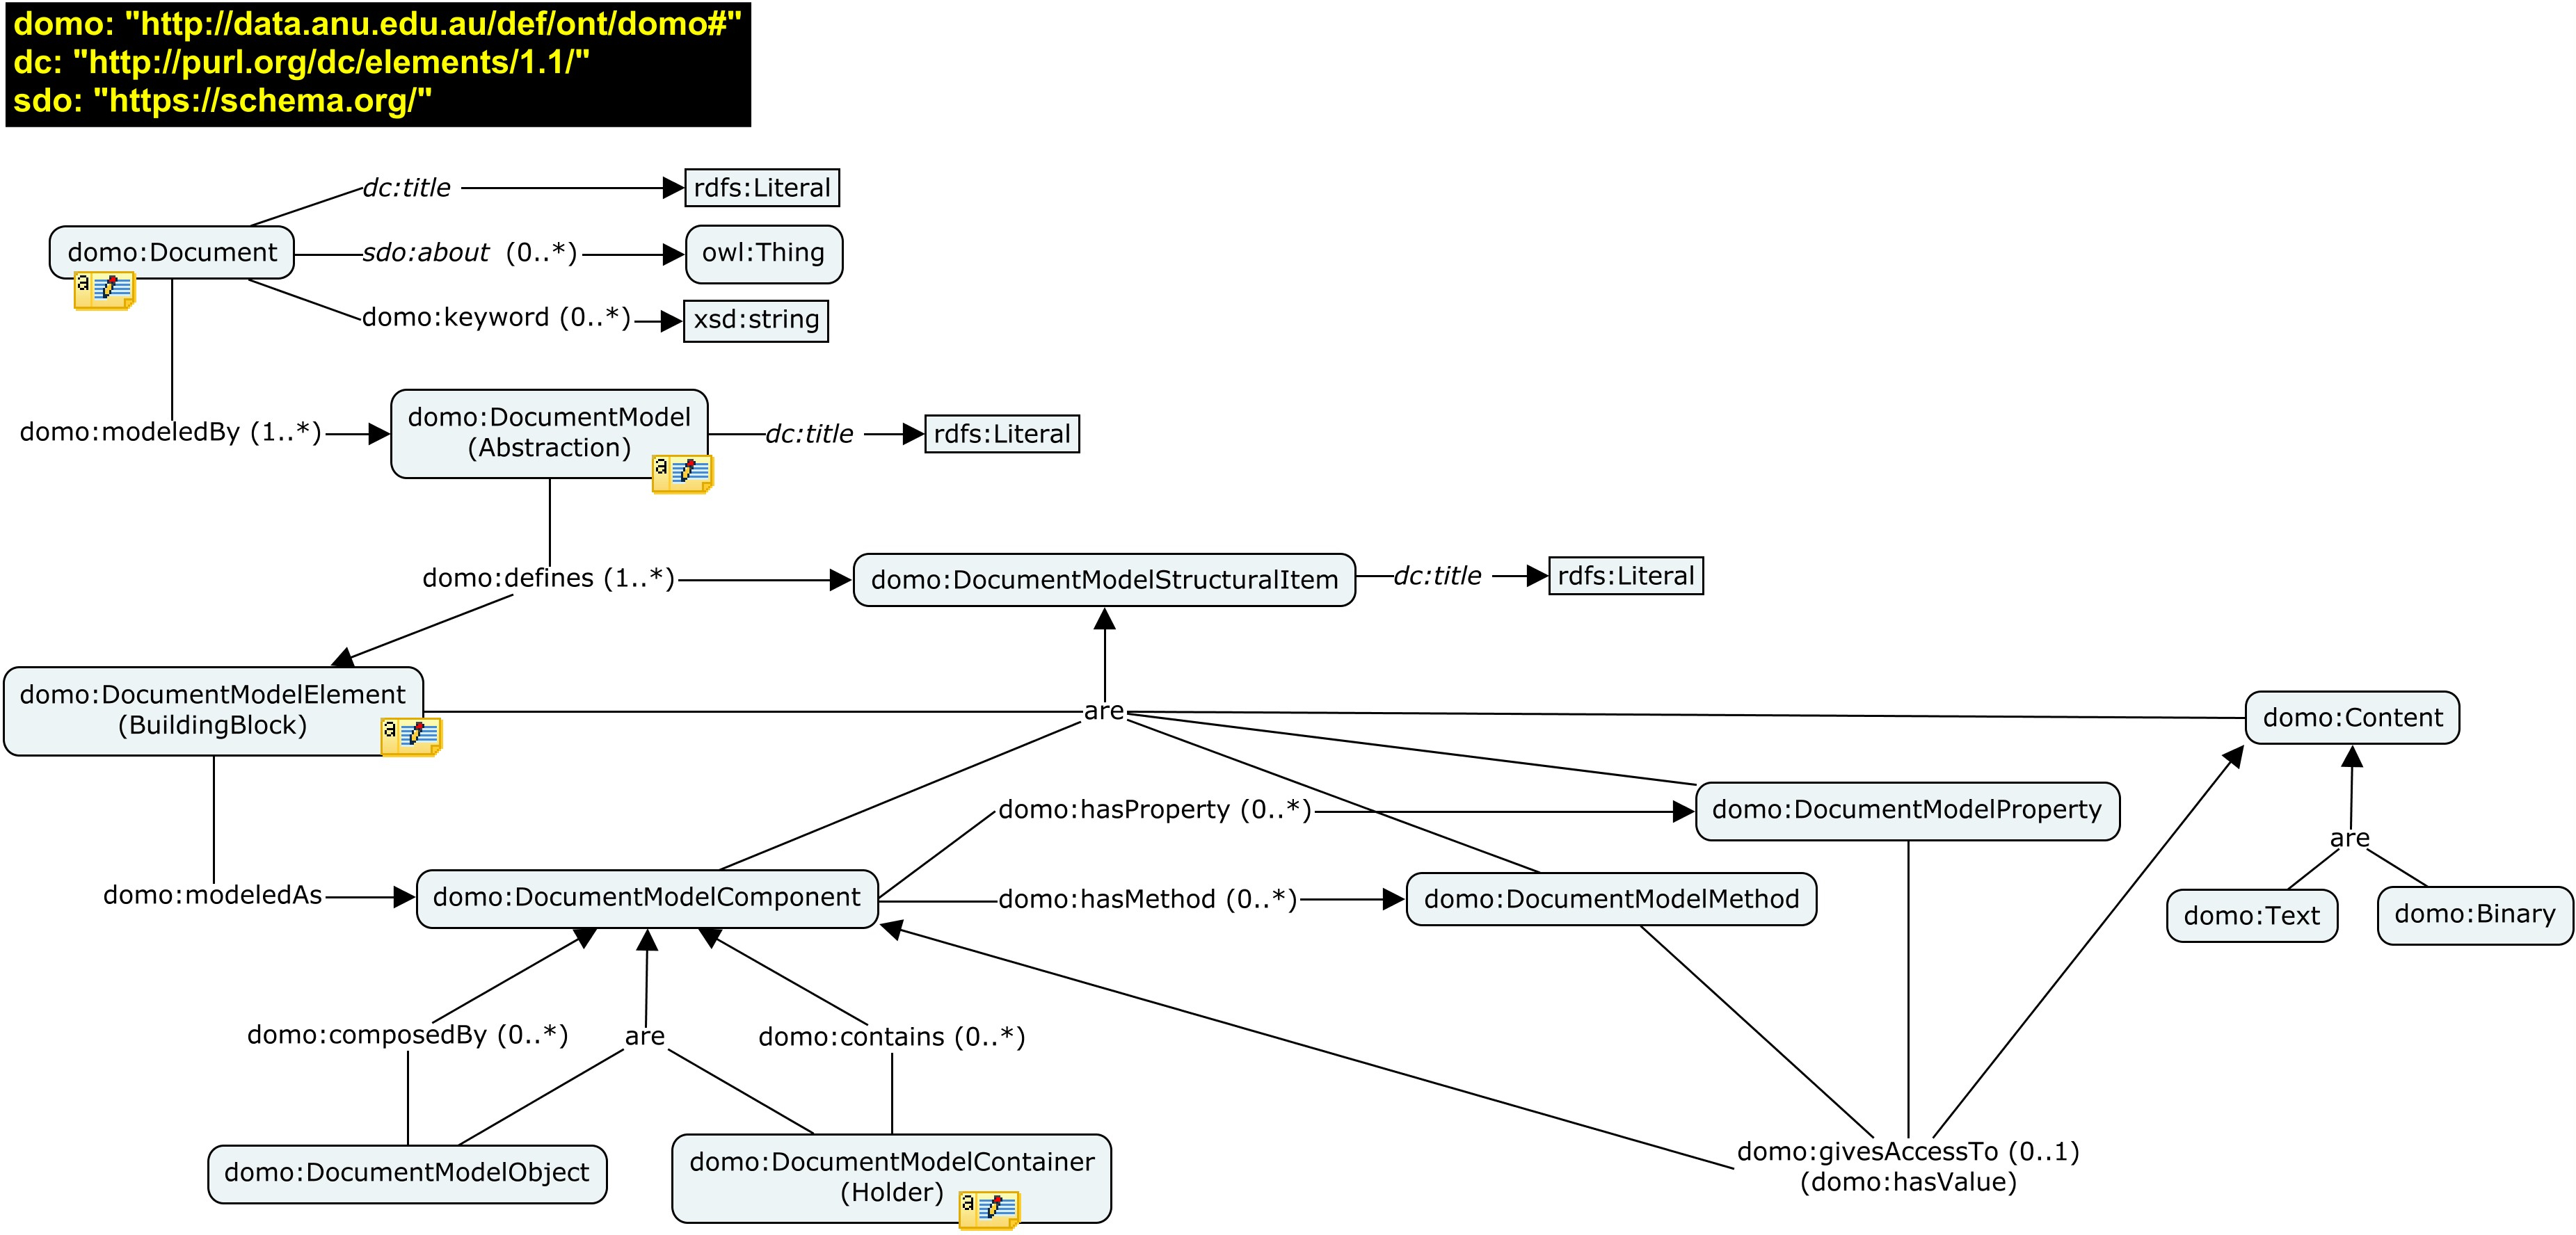 domo: "http://data.anu.edu.au/def/ont/domo#"
dc: "http://purl.org/dc/elements/1.1/"
sdo: "https://schema.org/"
dc:title
rdfs:Literal
domo:Document
sdo:about (0..*)
owl:Thing
a
domo:keyword (0..*)
xsd:string
domo:modeledBy (1..*)
domo:DocumentModel
(Abstraction)
a
dc:title
rdfs:Literal
domo:defines (1..*)
domo:DocumentModelStructuralItem
dc:title
rdfs:Literal
domo:DocumentModelElement
(BuildingBlock)
a
are
domo:Content
domo:hasProperty (0..*)
domo:DocumentModelProperty
are
domo:modeledAs
domo:DocumentModelComponent
domo:hasMethod (0..*)
domo:DocumentModelMethod
domo:Text
domo:Binary
domo:composedBy (0..*)
are
domo:contains (0..*)
domo:DocumentModelObject
domo:DocumentModelContainer
(Holder)
a
domo:givesAccessTo (0..1)
(domo:hasValue)